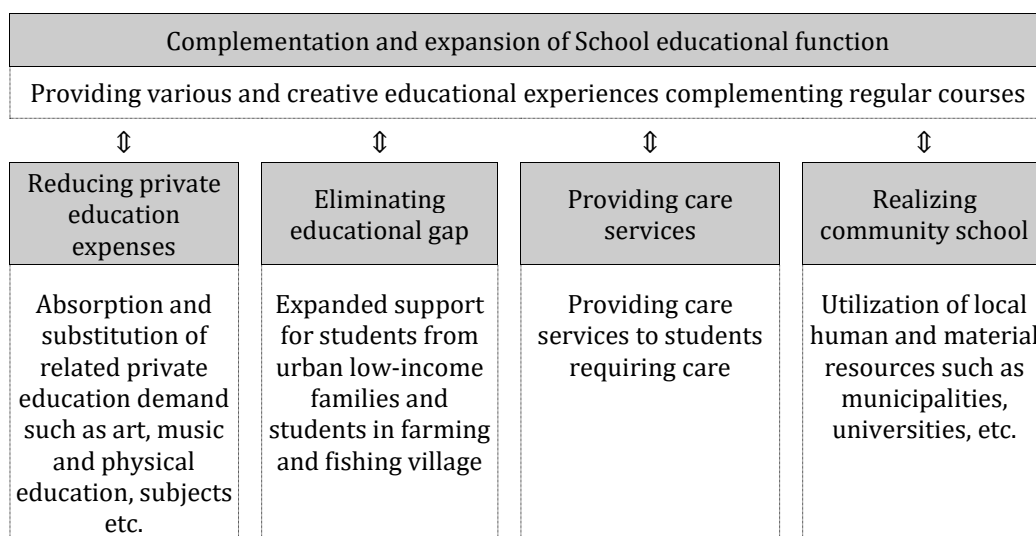 Complementation and expansion of School educational function
Providing various and creative educational experiences complementing regular courses
⇕ ⇕ ⇕ ⇕
Reducing private
education
expenses
Absorption and
substitution of
related private
education demand
such as art, music
and physical
education, subjects
etc.
Eliminating
educational gap
Expanded support
for students from
urban low-income
families and
students in farming
and fishing village
Providing care
services
Providing care
services to students
requiring care
Realizing
community school
Utilization of local
human and material
resources such as
municipalities,
universities, etc.